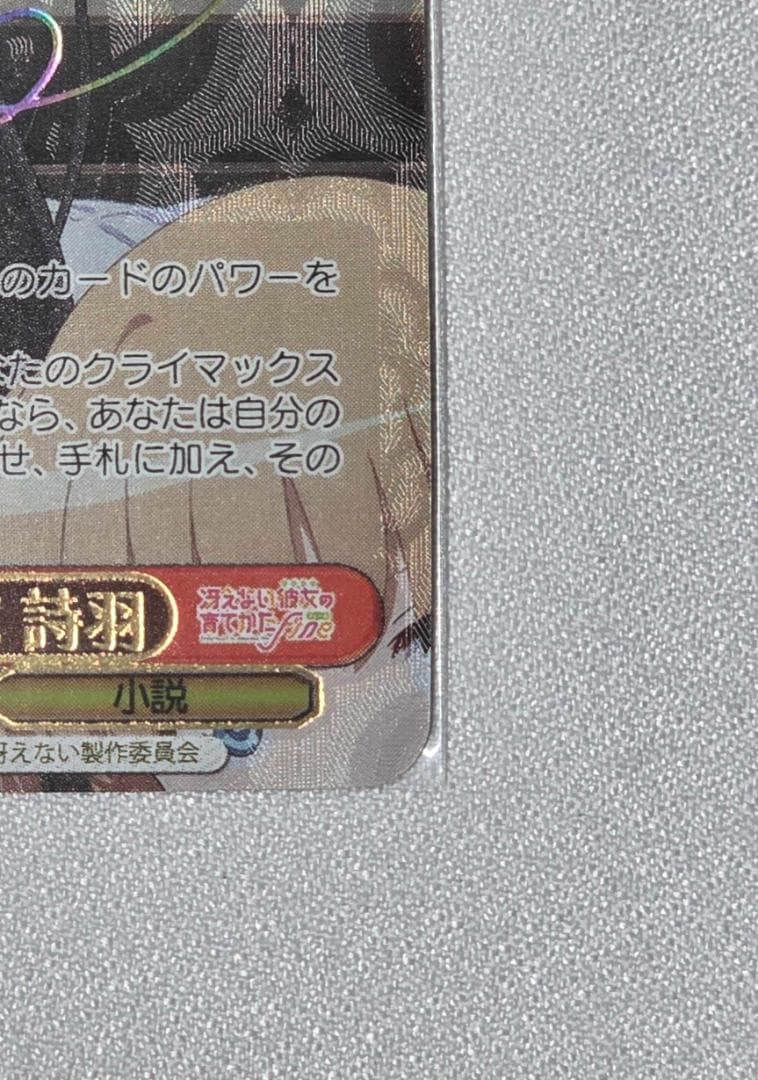 のカードのパワーを
なたのクライマックス
なら、あなたは自分の
せ、手札に加え、その
詩羽
冴えない彼女の
育てかた fine
小説
冴えない製作委員会